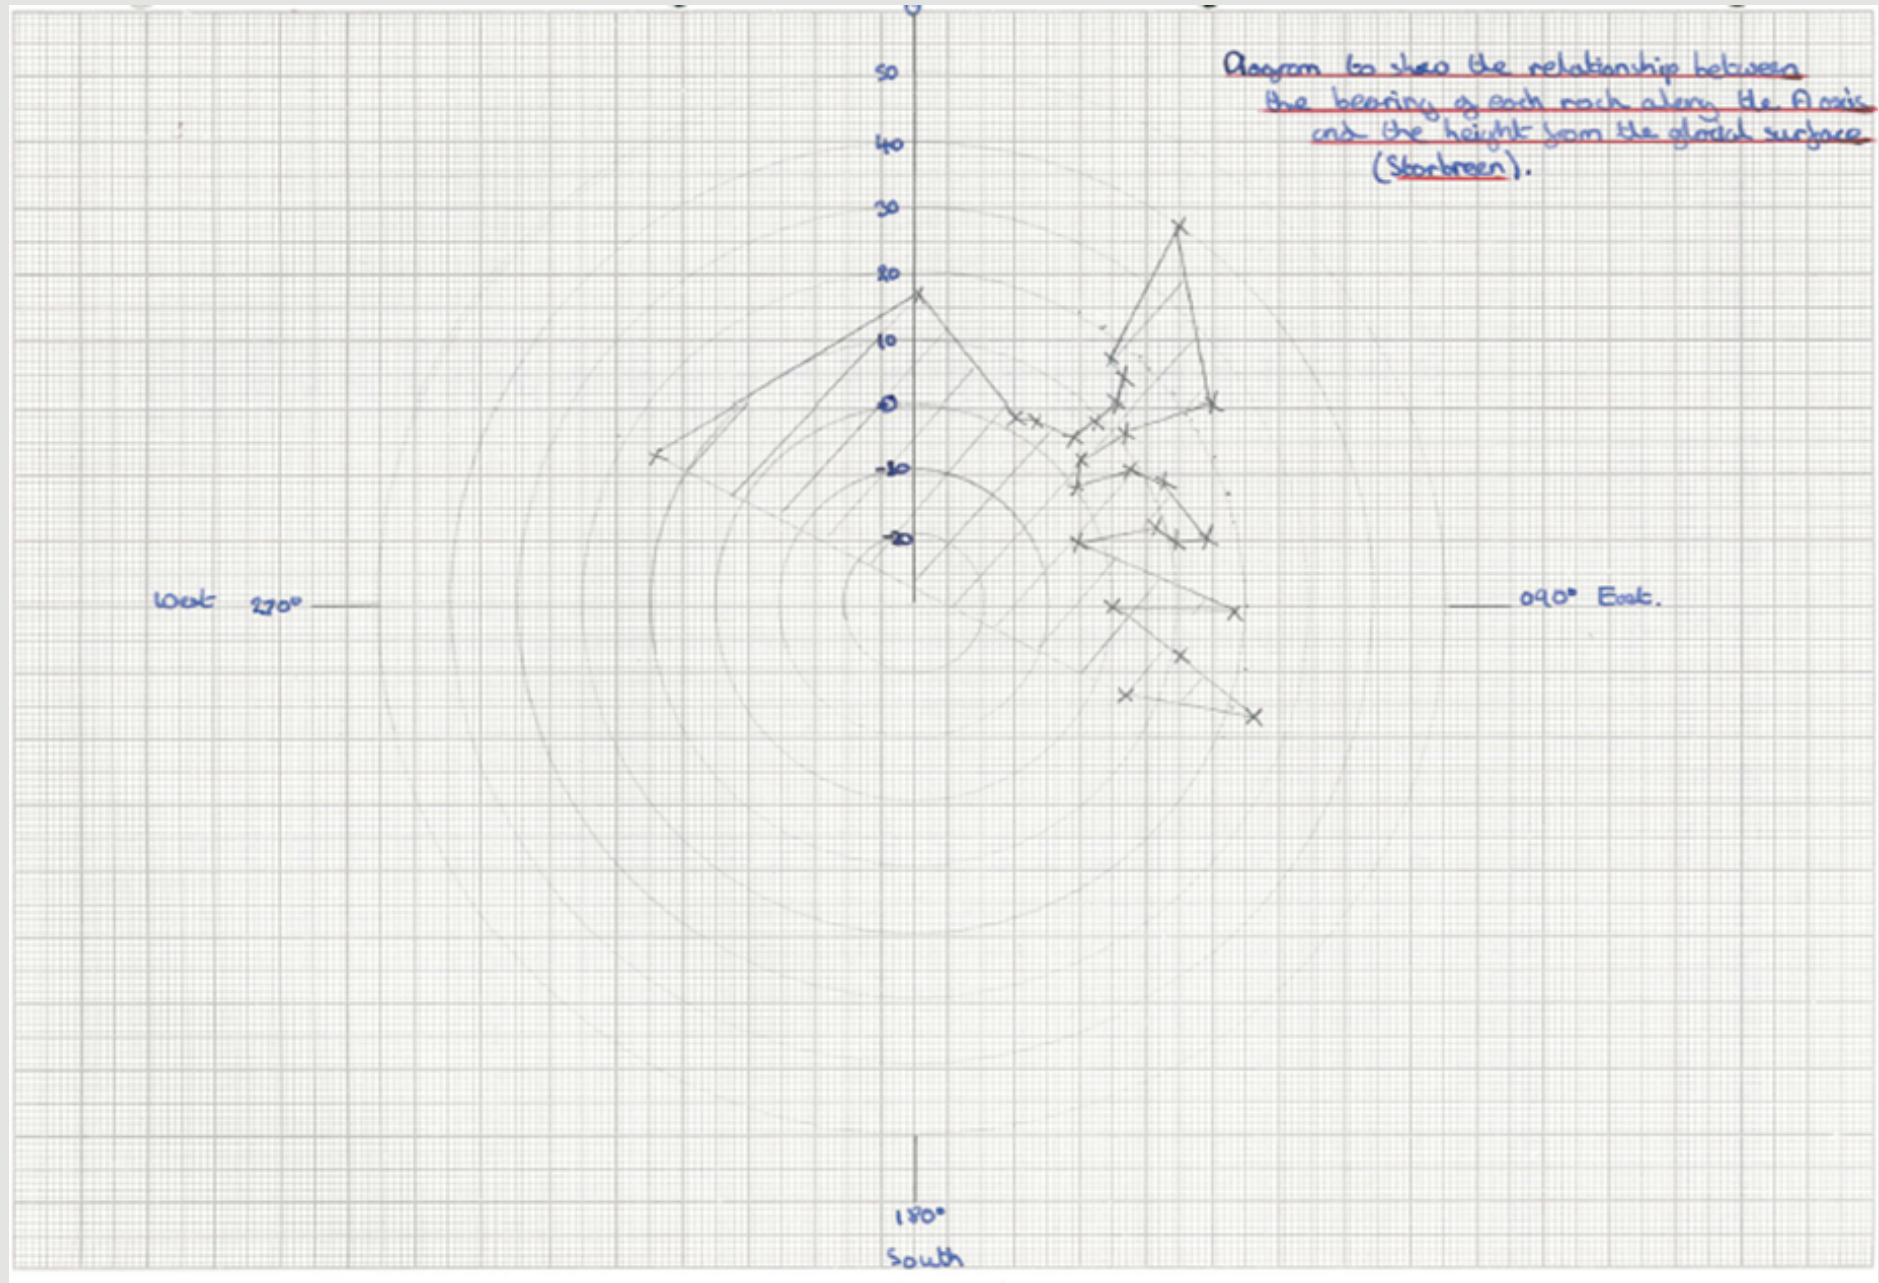 0
50
Diagram to show the relationship between
the bearing of each rock along the A axis
40
and the height from the glacial surface
(Storbreen).
30
20
10
0
-10
-20
West 270°
090° East.
180°
South